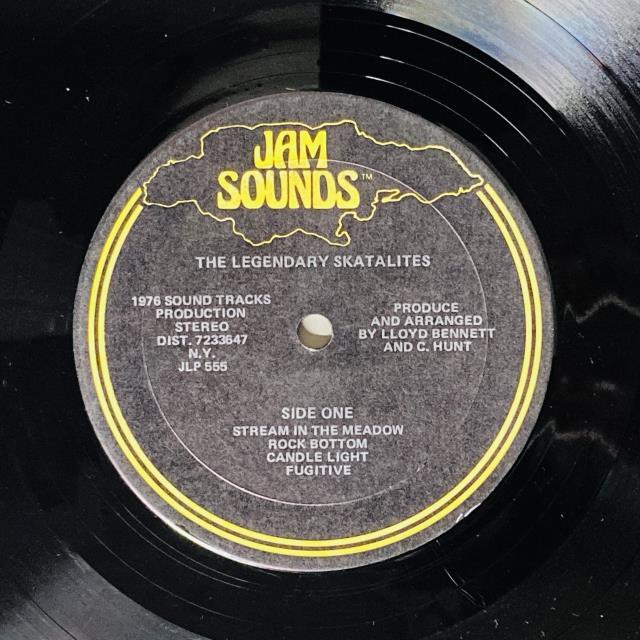 JAM
SOUNDS™
THE LEGENDARY SKATALITES
1976 SOUND TRACKS
PRODUCTION
STEREO
DIST. 7233647
N.Y.
JLP 555
PRODUCE
AND ARRANGED
BY LLOYD BENNETT
AND C. HUNT
SIDE ONE
STREAM IN THE MEADOW
ROCK BOTTOM
CANDLE LIGHT
FUGITIVE